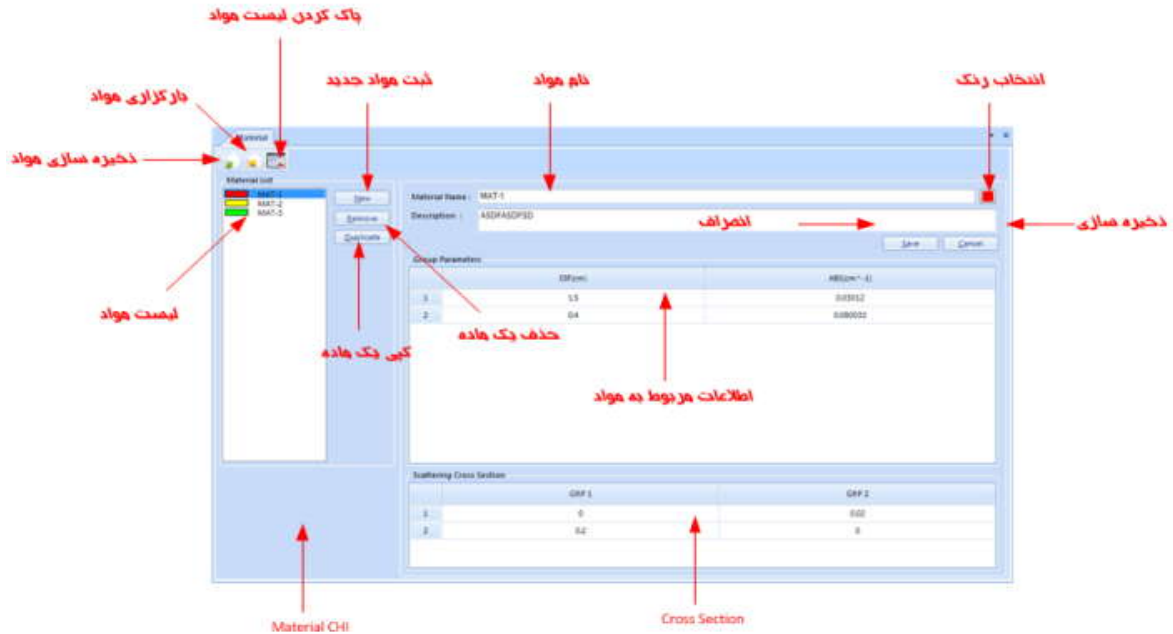 پاک کردن لیست مواد
ثبت مواد جدید
نام مواد
انتخاب رنگ
بارگزاری مواد
ذخیره سازی مواد
Material
Material List
MAT-1
MAT-2
MAT-3
New
Remove
Duplicate
Material Name : MAT-1
Description : ASDFASDFSD
انصراف
ذخیره سازی
Save Cancel
Group Parameters
1 1.5 0.03012
2 0.4 0.080032
لیست مواد
حذف یک ماده
کپی یک ماده
اطلاعات مربوط به مواد
Scattering Cross Section
GRP 1 GRP 2
1 0 0.02
2 0.2 0
Material CHI
Cross Section